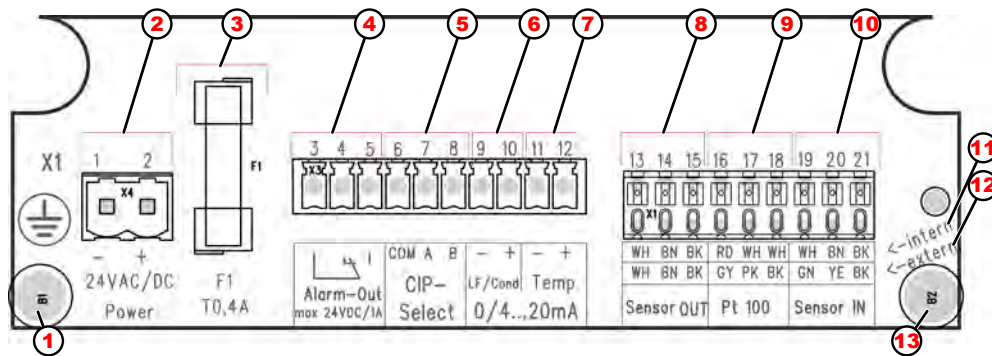 2 3 4 5 6 7 8 9 10
X1 1 2 F1 3 4 5 6 7 8 9 10 11 12 13 14 15 16 17 18 19 20 21 11
X4 X3 X1 12
<-intern
<-extern
- + COM A B - + - + WH BN BK RD WH WH WH BN BK
WH BN BK GY PK BK GN YE BK
24VAC/DC F1 Alarm-Out CIP- LF/Cond Temp.
Power T0,4A max 24VDC/1A Select 0/4...20mA Sensor OUT Pt 100 Sensor IN
B1 B2
1 13